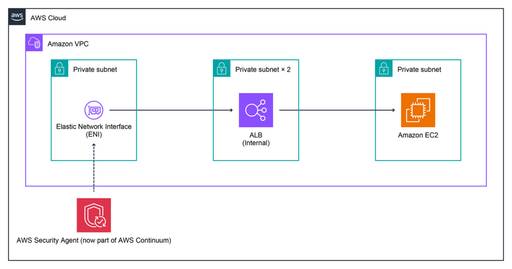 aws
AWS Cloud
Amazon VPC
Private subnet
Private subnet × 2
Private subnet
Elastic Network Interface
(ENI)
ALB
(Internal)
Amazon EC2
AWS Security Agent (now part of AWS Continuum)